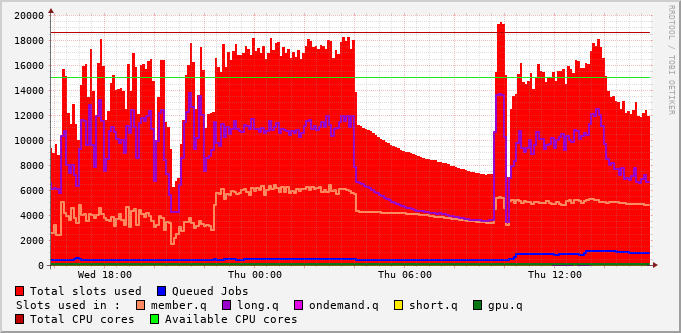 20000
18000
16000
14000
12000
10000
8000
6000
4000
2000
0
Wed 18:00 Thu 00:00 Thu 06:00 Thu 12:00
RRDTOOL / TOBI OETIKER
Total slots used Queued Jobs
Slots used in : member.q long.q ondemand.q short.q gpu.q
Total CPU cores Available CPU cores